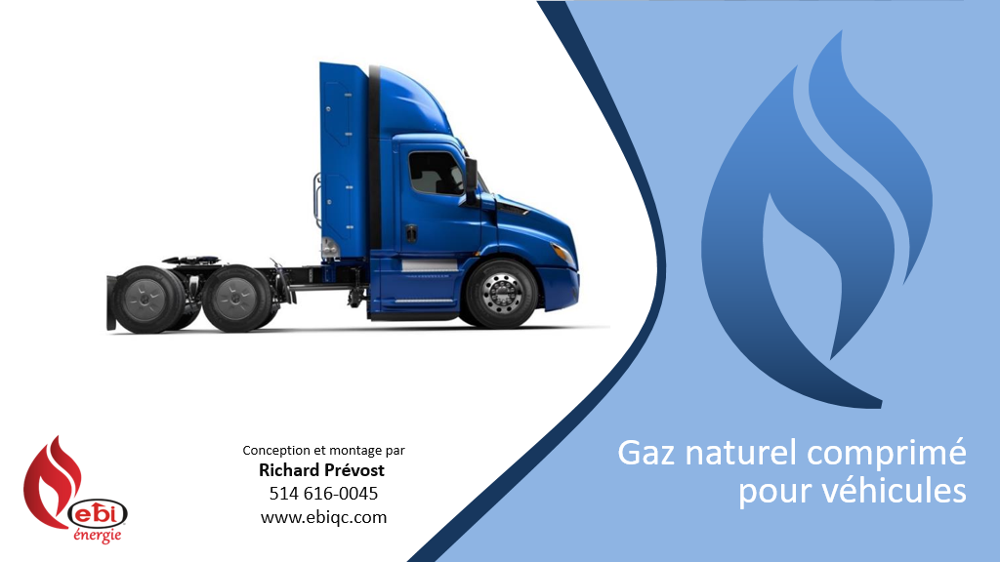 Gaz naturel comprimé
pour véhicules
Conception et montage par
Richard Prévost
514 616-0045
www.ebiqc.com
ebi
énergie